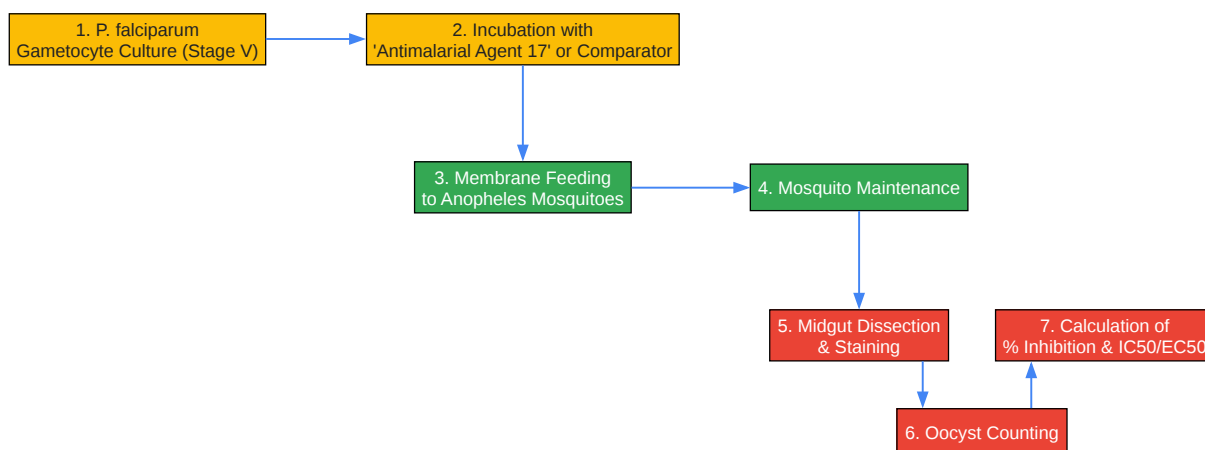 1. P. falciparum
Gametocyte Culture (Stage V)
2. Incubation with
'Antimalarial Agent 17' or Comparator
3. Membrane Feeding
to Anopheles Mosquitoes
4. Mosquito Maintenance
5. Midgut Dissection
& Staining
7. Calculation of
% Inhibition & IC50/EC50
6. Oocyst Counting